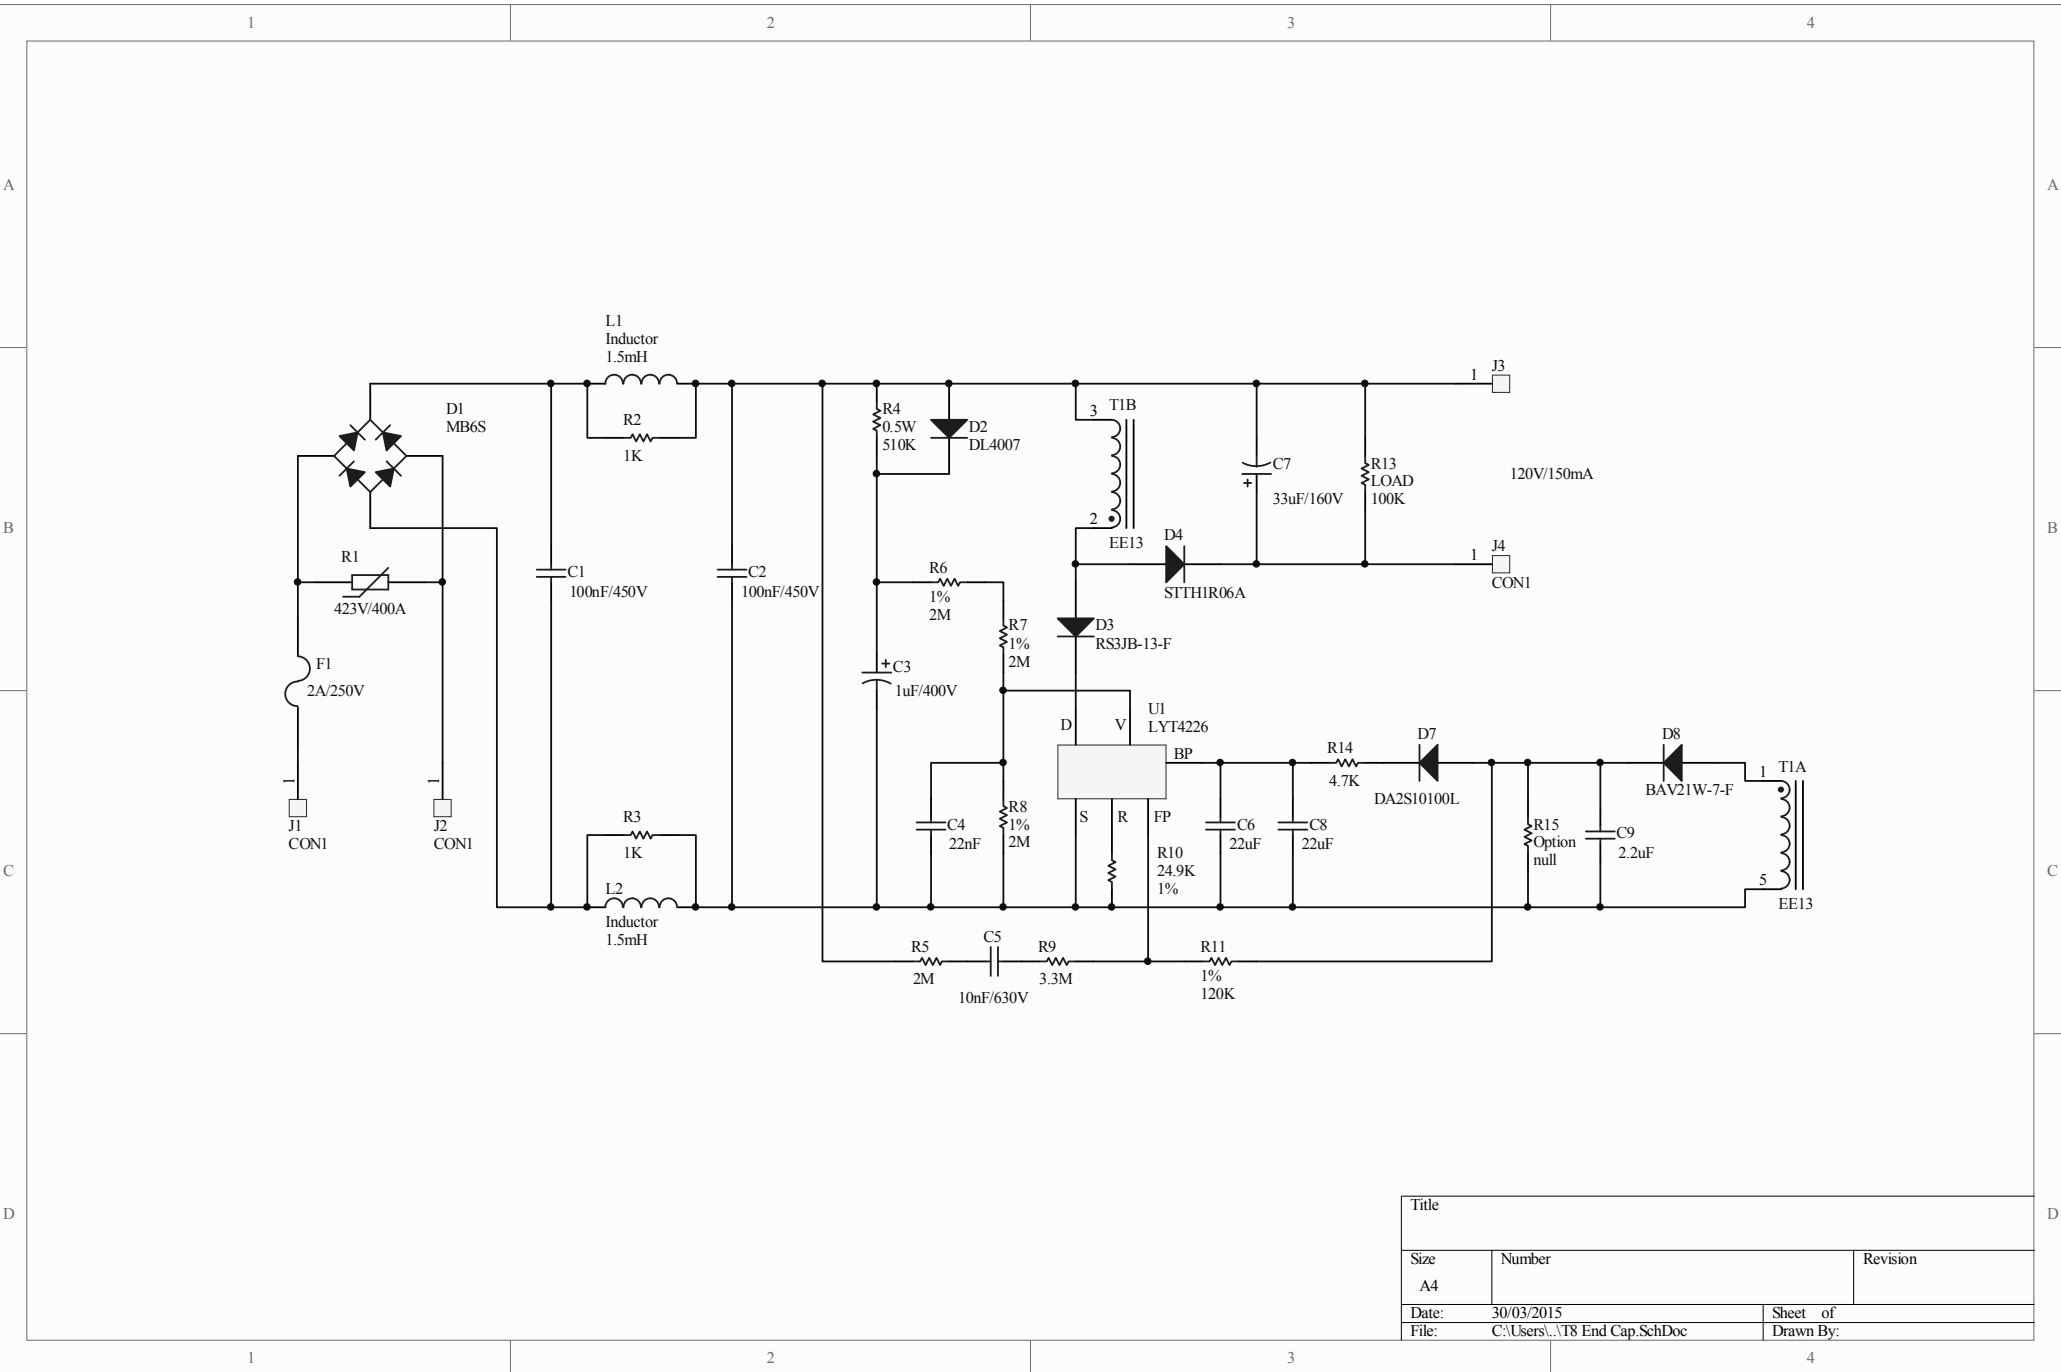 1 2 3 4
A A
B B
C C
D D
L1
Inductor
1.5mH
R2
1K
D1
MB6S
R1
423V/400A
F1
2A/250V
1
J1
CON1
1
J2
CON1
C1
100nF/450V
C2
100nF/450V
R3
1K
L2
Inductor
1.5mH
R4
0.5W
510K
D2
DL4007
R6
1%
2M
R7
1%
2M
C3
1uF/400V
+
C4
22nF
R8
1%
2M
3 T1B
2
EE13
D4
STTH1R06A
D3
RS3JB-13-F
C7
+
33uF/160V
R13
LOAD
100K
1 J3
120V/150mA
1 J4
CON1
U1
LYT4226
D V
BP
S R FP
R10
24.9K
1%
C6
22uF
C8
22uF
R14
4.7K
D7
DA2S10100L
D8
BAV21W-7-F
1 T1A
5
EE13
R15
Option
null
C9
2.2uF
R5
2M
C5
10nF/630V
R9
3.3M
R11
1%
120K
Title
Size Number Revision
A4
Date: 30/03/2015 Sheet of
File: C:\Users\..\T8 End Cap.SchDoc Drawn By:
1 2 3 4